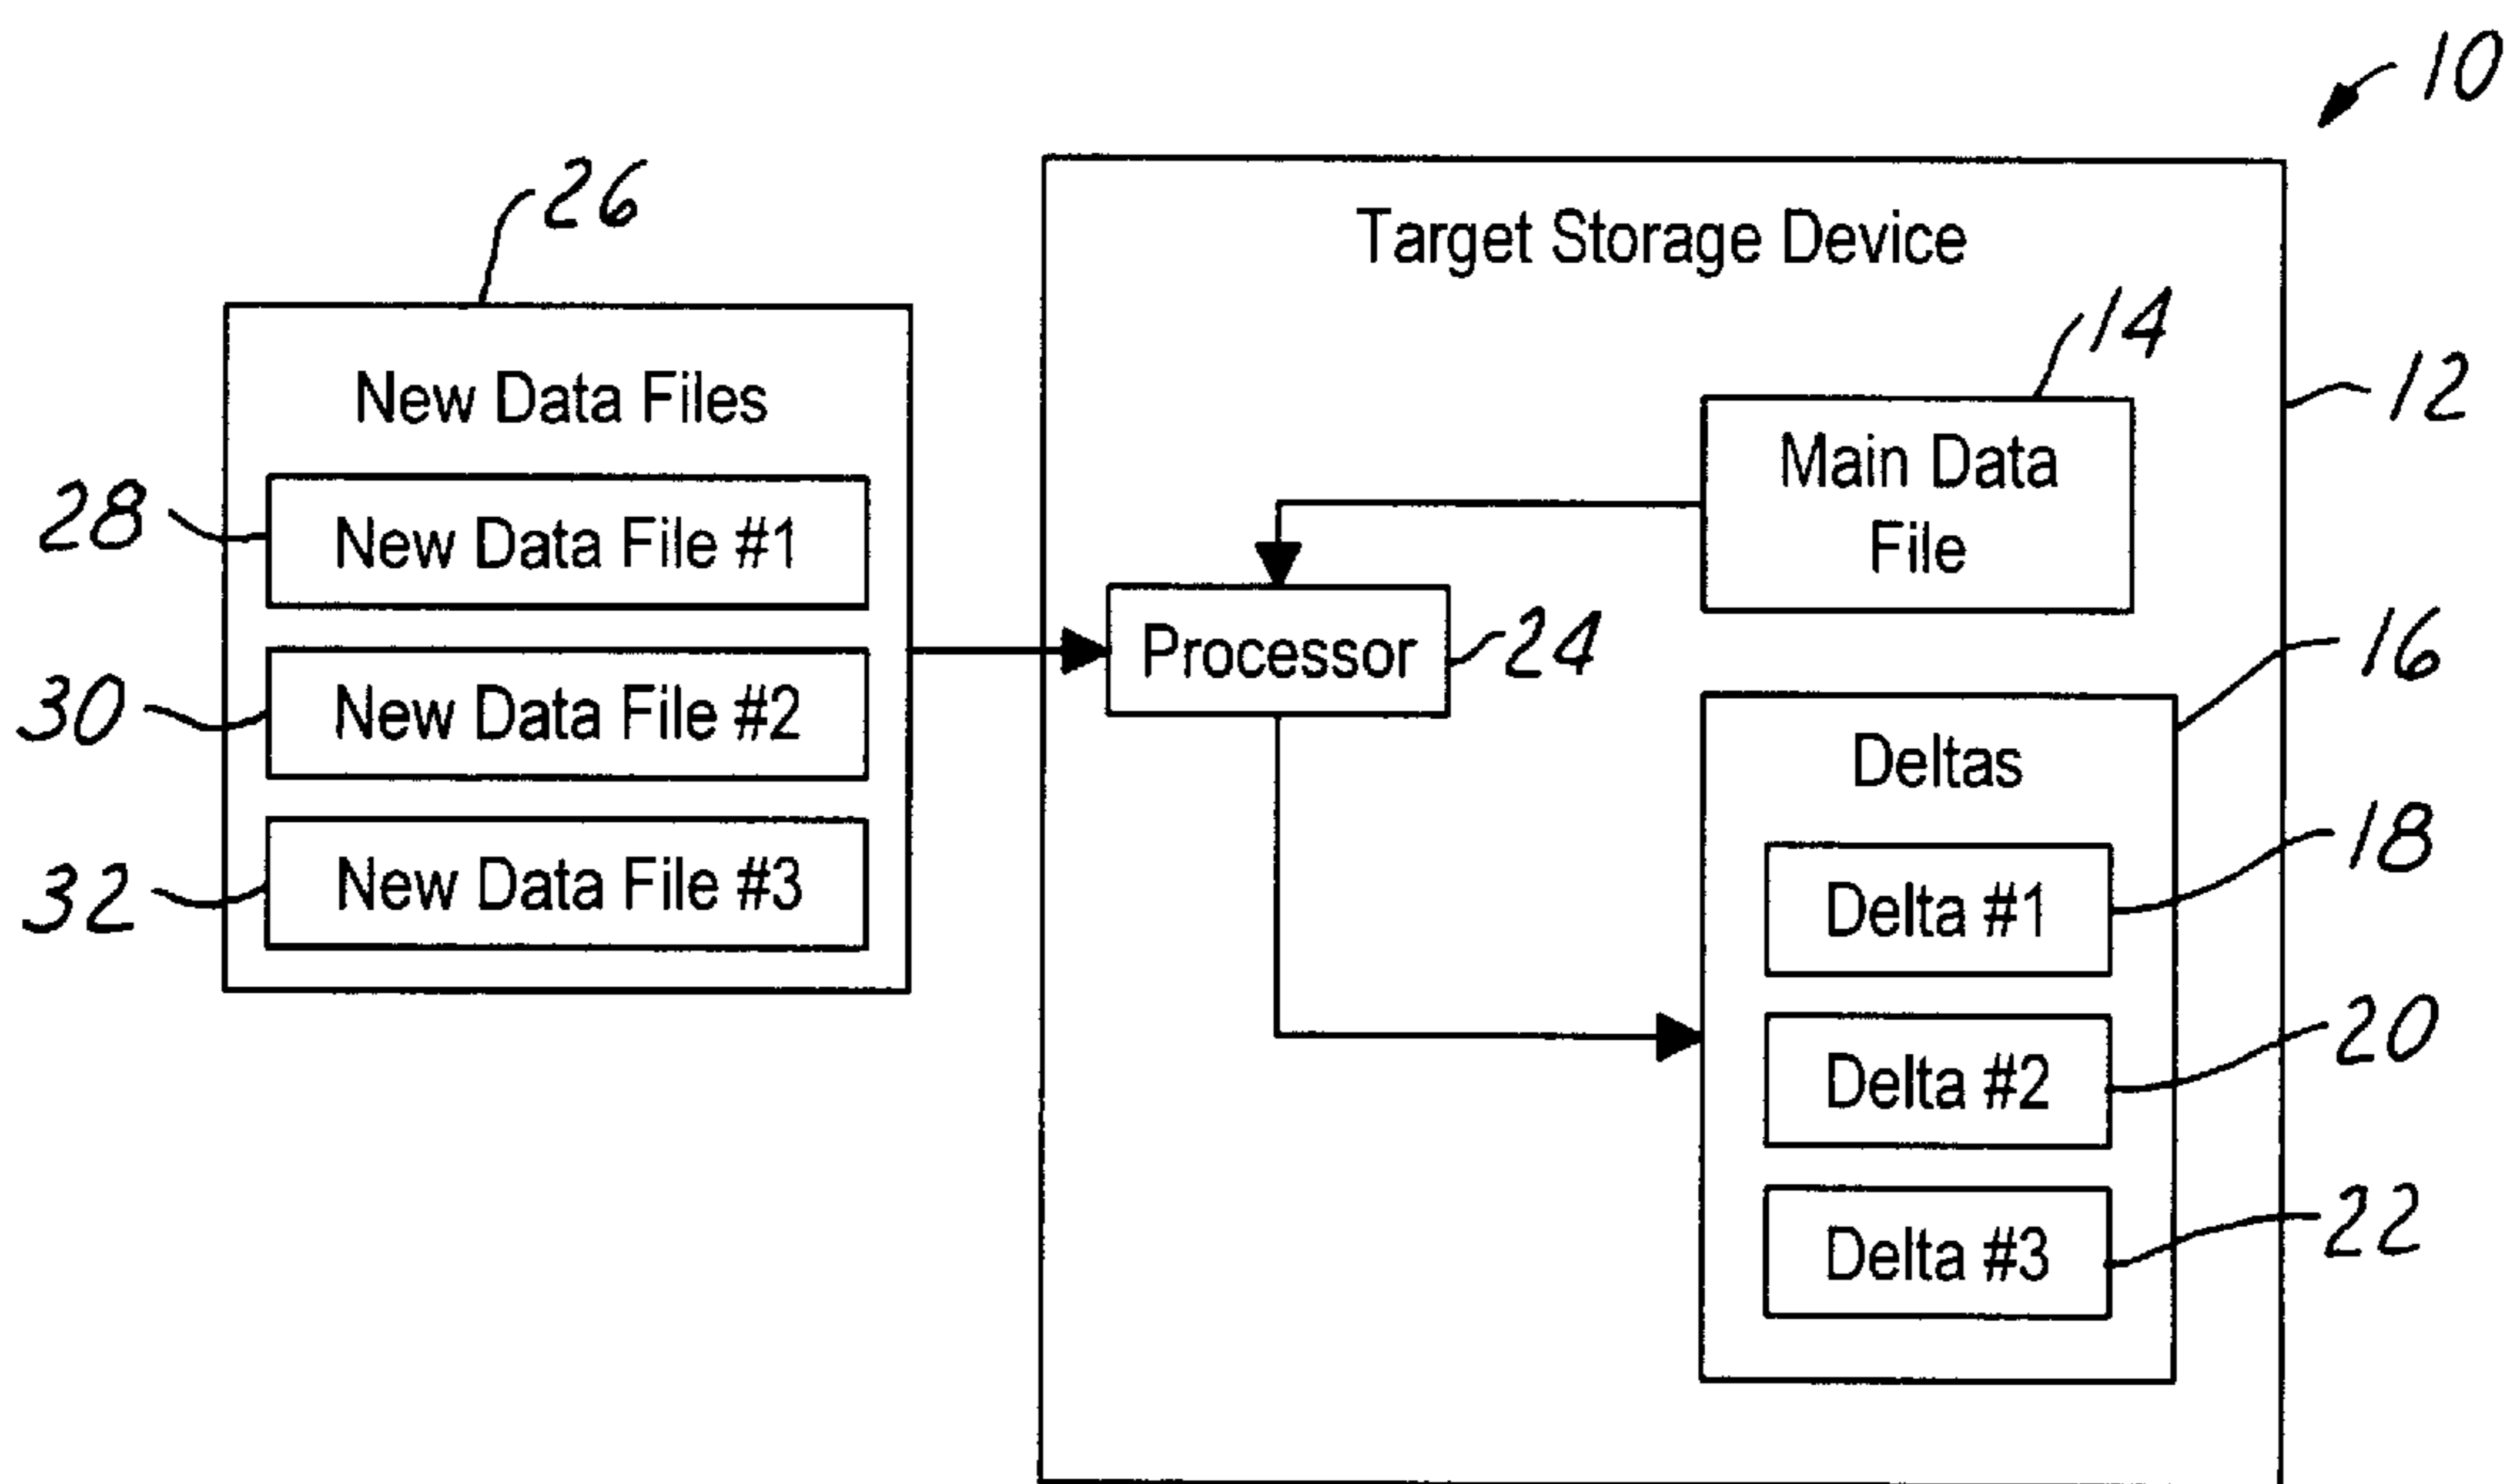 10
26
Target Storage Device
14
12
New Data Files
Main Data
File
28
New Data File #1
Processor
24
16
30
New Data File #2
Deltas
18
32
New Data File #3
Delta #1
20
Delta #2
22
Delta #3